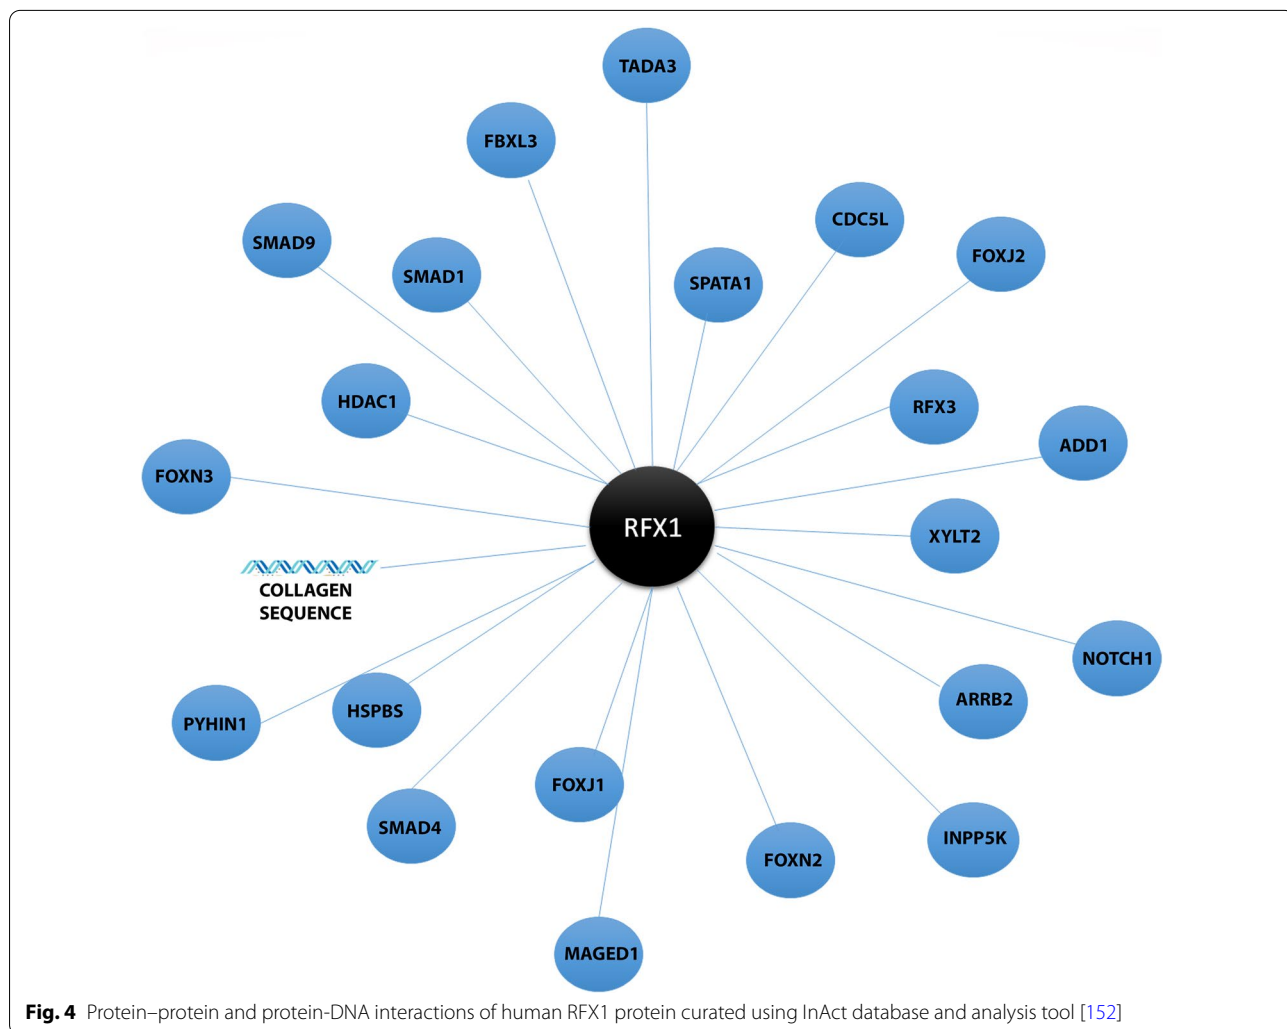 TADA3
FBXL3
CDC5L
SMAD9
FOXJ2
SMAD1
SPATA1
HDAC1
RFX3
ADD1
FOXN3
RFX1
XYLT2
COLLAGEN
SEQUENCE
NOTCH1
ARRB2
HSPBS
PYHIN1
FOXJ1
SMAD4
INPP5K
FOXN2
MAGED1
Fig. 4 Protein–protein and protein-DNA interactions of human RFX1 protein curated using InAct database and analysis tool [152]